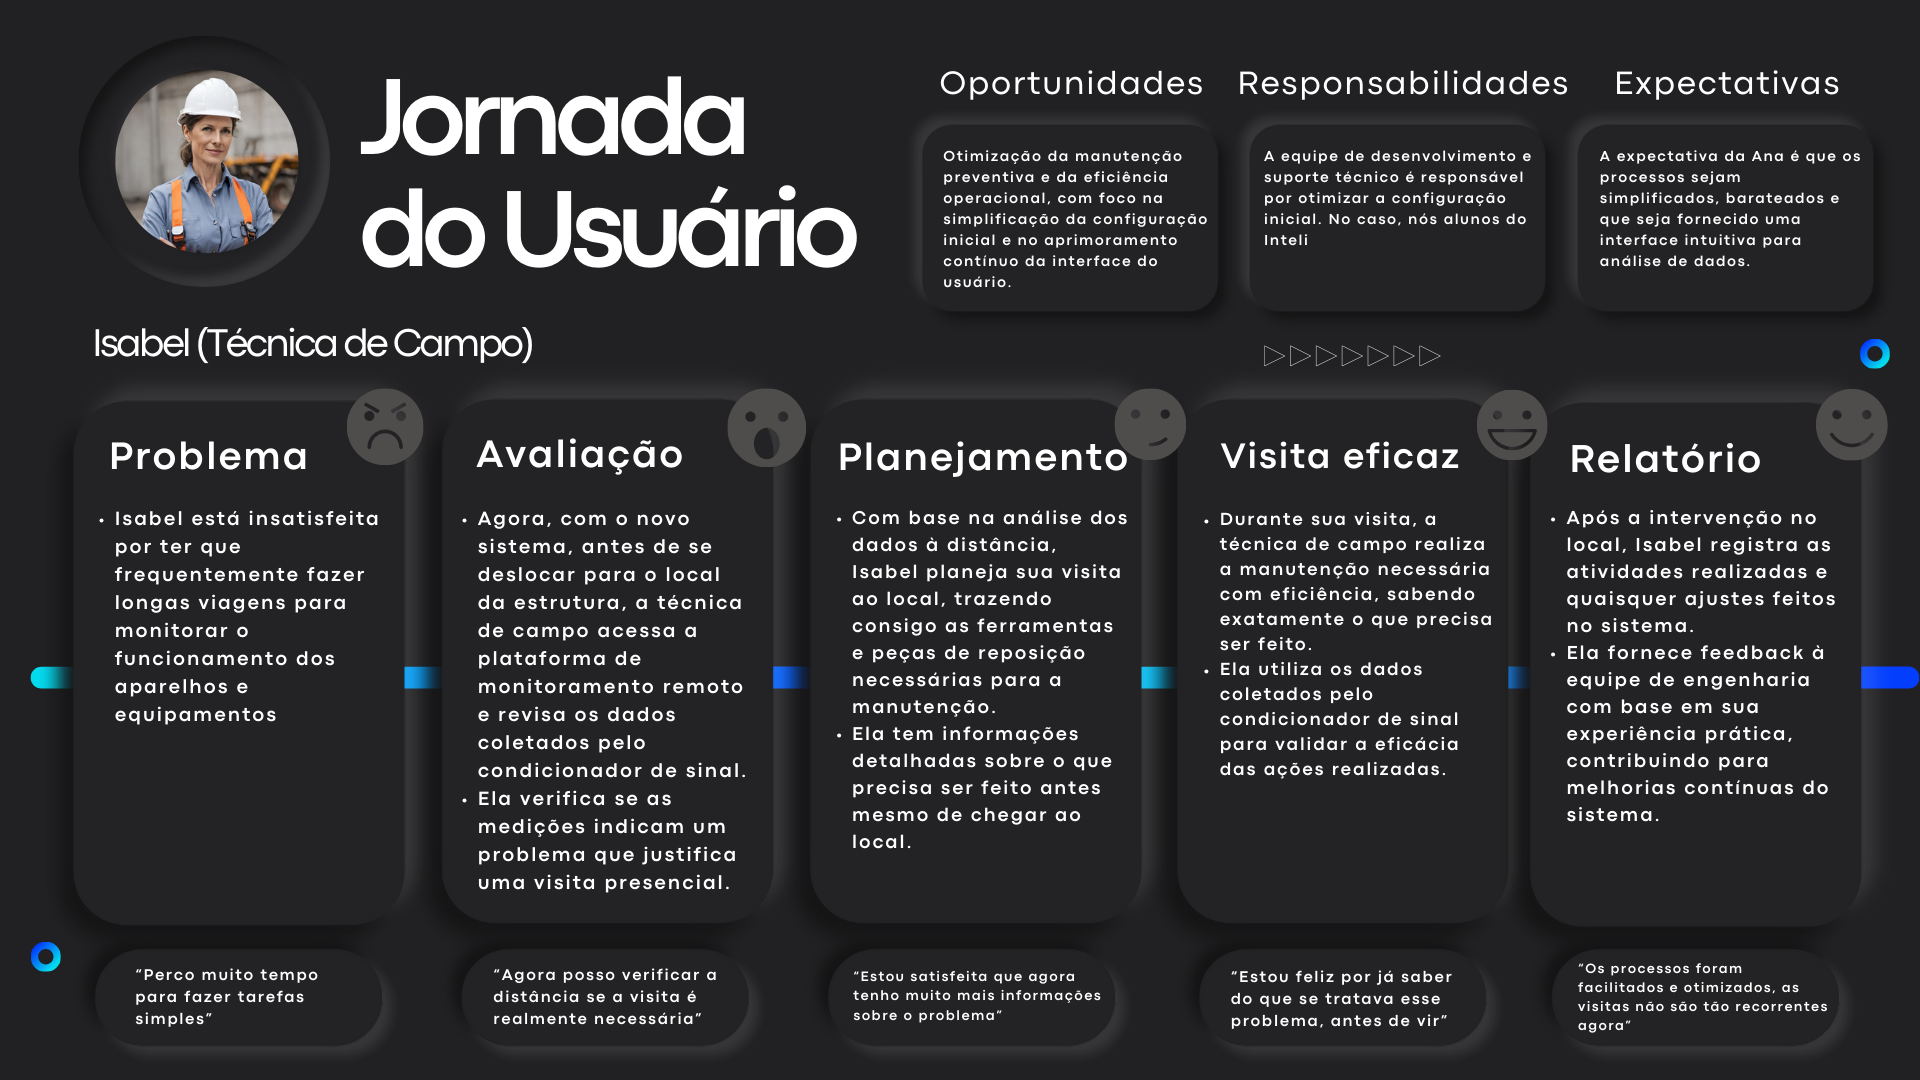 Jornada
do Usuário
Isabel (Técnica de Campo)
Oportunidades
Otimização da manutenção
preventiva e da eficiência
operacional, com foco na
simplificação da configuração
inicial e no aprimoramento
contínuo da interface do
usuário.
Responsabilidades
A equipe de desenvolvimento e
suporte técnico é responsável
por otimizar a configuração
inicial. No caso, nós alunos do
Inteli
Expectativas
A expectativa da Ana é que os
processos sejam
simplificados, barateados e
que seja fornecido uma
interface intuitiva para
análise de dados.
Problema
• Isabel está insatisfeita
por ter que
frequentemente fazer
longas viagens para
monitorar o
funcionamento dos
aparelhos e
equipamentos
"Perco muito tempo
para fazer tarefas
simples"
Avaliação
• Agora, com o novo
sistema, antes de se
deslocar para o local
da estrutura, a técnica
de campo acessa a
plataforma de
monitoramento remoto
e revisa os dados
coletados pelo
condicionador de sinal.
• Ela verifica se as
medições indicam um
problema que justifica
uma visita presencial.
"Agora posso verificar a
distância se a visita é
realmente necessária"
Planejamento
• Com base na análise dos
dados à distância,
Isabel planeja sua visita
ao local, trazendo
consigo as ferramentas
e peças de reposição
necessárias para a
manutenção.
• Ela tem informações
detalhadas sobre o que
precisa ser feito antes
mesmo de chegar ao
local.
"Estou satisfeita que agora
tenho muito mais informações
sobre o problema"
Visita eficaz
• Durante sua visita, a
técnica de campo realiza
a manutenção necessária
com eficiência, sabendo
exatamente o que precisa
ser feito.
• Ela utiliza os dados
coletados pelo
condicionador de sinal
para validar a eficácia
das ações realizadas.
"Estou feliz por já saber
do que se tratava esse
problema, antes de vir"
Relatório
• Após a intervenção no
local, Isabel registra as
atividades realizadas e
quaisquer ajustes feitos
no sistema.
• Ela fornece feedback à
equipe de engenharia
com base em sua
experiência prática,
contribuindo para
melhorias contínuas do
sistema.
"Os processos foram
facilitados e otimizados, as
visitas não são tão recorrentes
agora"